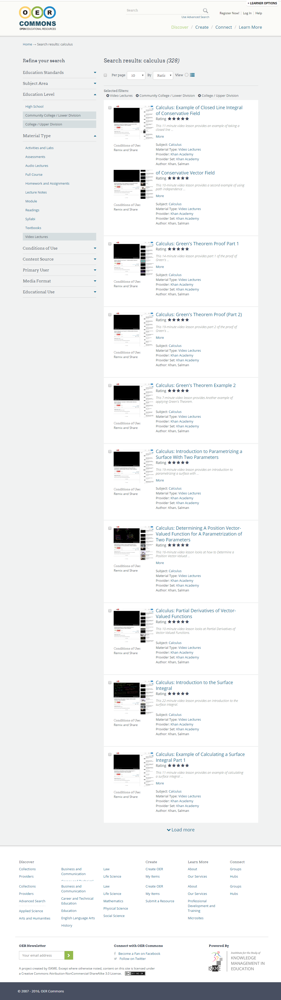 + LEARNER OPTIONS
OER
COMMONS
OPEN EDUCATIONAL RESOURCES
Search
Use Advanced Search
Register Now! | Log In | Help
Discover / Create / Connect / Learn More
Home → Search results: calculus
Refine your search
Education Standards
Subject Area
Education Level
High School
Community College / Lower Division
College / Upper Division
Material Type
Activities and Labs
Assessments
Audio Lectures
Full Course
Homework and Assignments
Lecture Notes
Module
Readings
Syllabi
Textbooks
Video Lectures
Conditions of Use
Content Source
Primary User
Media Format
Educational Use
Search results: calculus (328)
Per page 10 By Ratir View
Selected filters:
Video Lectures Community College / Lower Division College / Upper Division
Calculus: Example of Closed Line Integral
of Conservative Field
Rating ★★★★★
This 11-minute video lesson provides an example of taking a
closed line ...
More
Conditions of Use:
Remix and Share
Subject: Calculus
Material Type: Video Lectures
Provider: Khan Academy
Provider Set: Khan Academy
Author: Khan, Salman
of Conservative Vector Field
Rating ★★★★★
This 10-minute video lesson provides a second example of using
path independence ...
More
Conditions of Use:
Remix and Share
Subject: Calculus
Material Type: Video Lectures
Provider: Khan Academy
Provider Set: Khan Academy
Author: Khan, Salman
Calculus: Green's Theorem Proof Part 1
Rating ★★★★★
This 14-minute video lesson provides part 1 of the proof of
Green's ...
More
Conditions of Use:
Remix and Share
Subject: Calculus
Material Type: Video Lectures
Provider: Khan Academy
Provider Set: Khan Academy
Author: Khan, Salman
Calculus: Green's Theorem Proof (Part 2)
Rating ★★★★★
This 19-minute video lesson provides part 2 of the proof of
Green's ...
More
Conditions of Use:
Remix and Share
Subject: Calculus
Material Type: Video Lectures
Provider: Khan Academy
Provider Set: Khan Academy
Author: Khan, Salman
Calculus: Green's Theorem Example 2
Rating ★★★★★
This 7-minute video lesson provides Another example of
applying Green's Theorem.
Conditions of Use:
Remix and Share
Subject: Calculus
Material Type: Video Lectures
Provider: Khan Academy
Provider Set: Khan Academy
Author: Khan, Salman
Calculus: Introduction to Parametrizing a
Surface With Two Parameters
Rating ★★★★★
This 19-minute video lesson provides an introduction to
parametrizing a surface with ...
More
Conditions of Use:
Remix and Share
Subject: Calculus
Material Type: Video Lectures
Provider: Khan Academy
Provider Set: Khan Academy
Author: Khan, Salman
Calculus: Determining A Position Vector-
Valued Function for A Parametrization of
Two Parameters
Rating ★★★★★
This 16-minute video lesson looks at how to Determine a
Position Vector-Valued ...
More
Conditions of Use:
Remix and Share
Subject: Calculus
Material Type: Video Lectures
Provider: Khan Academy
Provider Set: Khan Academy
Author: Khan, Salman
Calculus: Partial Derivatives of Vector-
Valued Functions
Rating ★★★★★
This 10-minute video lesson looks at Partial Derivatives of
Vector-Valued Functions.
Conditions of Use:
Remix and Share
Subject: Calculus
Material Type: Video Lectures
Provider: Khan Academy
Provider Set: Khan Academy
Author: Khan, Salman
Calculus: Introduction to the Surface
Integral
Rating ★★★★★
This 22-minute video lesson provides an introduction to the
surface integral.
Conditions of Use:
Remix and Share
Subject: Calculus
Material Type: Video Lectures
Provider: Khan Academy
Provider Set: Khan Academy
Author: Khan, Salman
Calculus: Example of Calculating a Surface
Integral Part 1
Rating ★★★★★
This 11-minute video lesson provides an example of calculating
a surface integral ...
More
Conditions of Use:
Remix and Share
Subject: Calculus
Material Type: Video Lectures
Provider: Khan Academy
Provider Set: Khan Academy
Author: Khan, Salman
Load more
Discover
Collections
Providers
Business and
Communication
Career and Technical
Law
Life Science
Create
Create OER
My Items
Learn More
About
Our Services
Connect
Groups
Hubs
Collections
Providers
Advanced Search
Applied Science
Arts and Humanities
Business and
Communication
Career and Technical
Education
Education
English Language Arts
History
Law
Life Science
Mathematics
Physical Science
Social Science
Create OER
My Items
Submit a Resource
About
Our Services
Professional
Development and
Training
Microsites
Groups
Hubs
OER Newsletter
Your email address
Connect with OER Commons
Become a Fan on Facebook
Follow on Twitter
Powered By
ISKME
Institiute for the Study of
KNOWLEDGE
MANAGEMENT IN
EDUCATION
A project created by ISKME. Except where otherwise noted, content on this site is licensed under
a Creative Commons Attribution-NonCommercial-ShareAlike 3.0 License.
BY-NC-SA
© 2007 - 2016, OER Commons